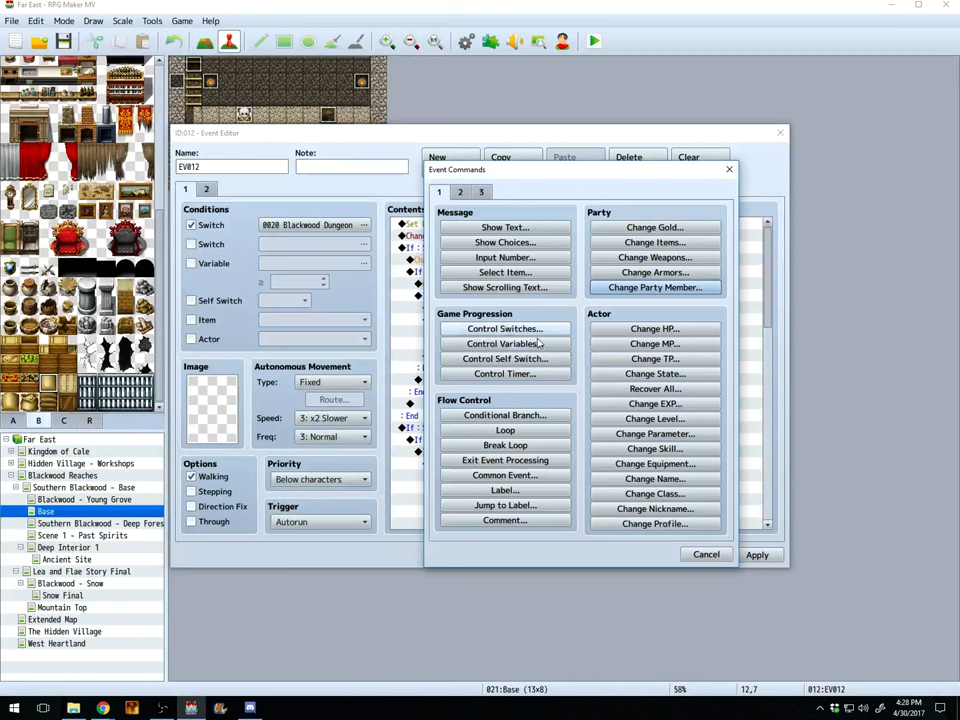 Far East - RPG Maker MV
File Edit Mode Draw Scale Tools Game Help
ID:012 - Event Editor
Name:
Note:
EV012
New
Copy
Paste
Delete
Clear
1 2
Conditions
Switch
0020 Blackwood Dungeon ...
Switch
Variable
≥
Self Switch
Item
Actor
Image
Autonomous Movement
Type:
Fixed
Route...
Speed:
3: x2 Slower
Freq:
3: Normal
Options
Walking
Stepping
Direction Fix
Through
Priority
Below characters
Trigger
Autorun
Contents
Event Commands
1 2 3
Message
Show Text...
Show Choices...
Input Number...
Select Item...
Show Scrolling Text...
Game Progression
Control Switches...
Control Variables...
Control Self Switch...
Control Timer...
Flow Control
Conditional Branch...
Loop
Break Loop
Exit Event Processing
Common Event...
Label...
Jump to Label...
Comment...
Party
Change Gold...
Change Items...
Change Weapons...
Change Armors...
Change Party Member...
Actor
Change HP...
Change MP...
Change TP...
Change State...
Recover All...
Change EXP...
Change Level...
Change Parameter...
Change Skill...
Change Equipment...
Change Name...
Change Class...
Change Nickname...
Change Profile...
Cancel
Apply
A B C R
Far East
Kingdom of Cale
Hidden Village - Workshops
Blackwood Reaches
Southern Blackwood - Base
Blackwood - Young Grove
Base
Southern Blackwood - Deep Fores
Scene 1 - Past Spirits
Deep Interior 1
Ancient Site
Lea and Flae Story Final
Blackwood - Snow
Snow Final
Mountain Top
Extended Map
The Hidden Village
West Heartland
021:Base (13x8)
58%
12,7
012:EV012
4:28 PM
4/30/2017